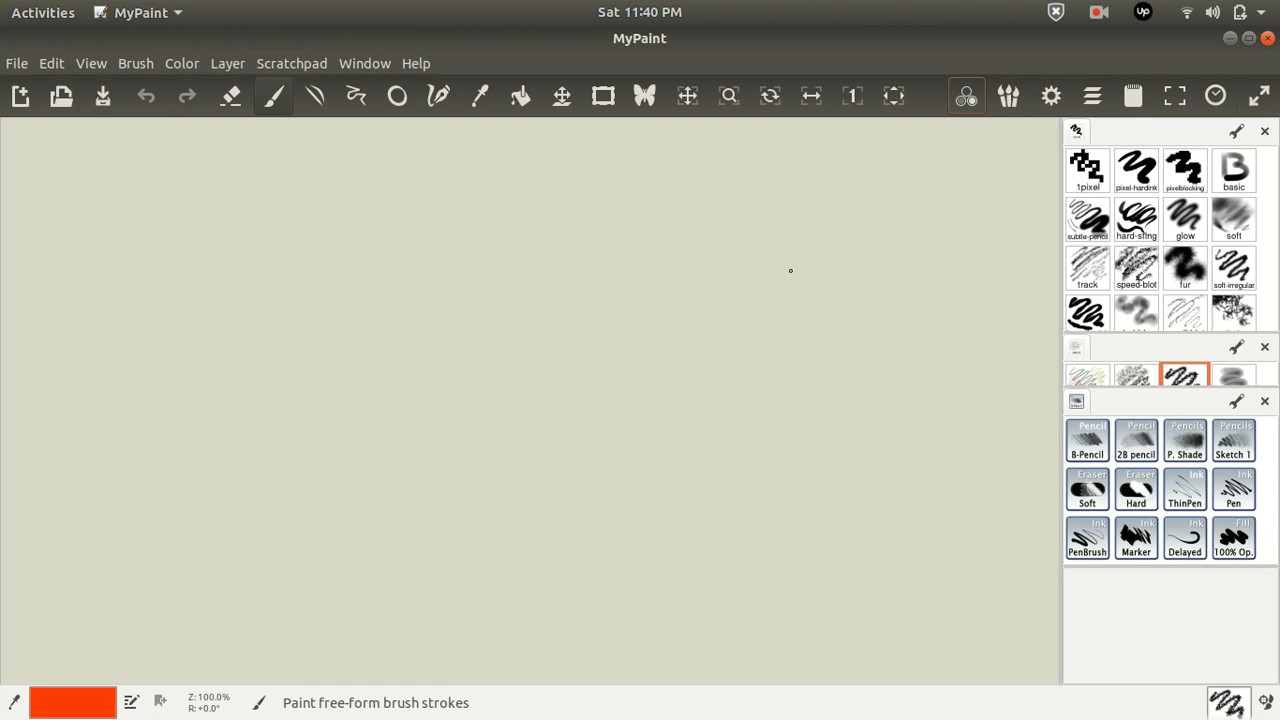 Activities MyPaint Sat 11:40 PM up
MyPaint
File Edit View Brush Color Layer Scratchpad Window Help
1
1pixel pixel-hardink pixelblocking basic
B
subtle-pencil hard-sting glow soft
track speed-blot fur soft-irregular
Pencil Pencil Pencils Pencils
B-Pencil 2B pencil P. Shade Sketch 1
Eraser Eraser Ink Ink
Soft Hard ThinPen Pen
Ink Ink Ink Fill
PenBrush Marker Delayed 100% Op.
Z: 100.0%
R: +0.0°
Paint free-form brush strokes